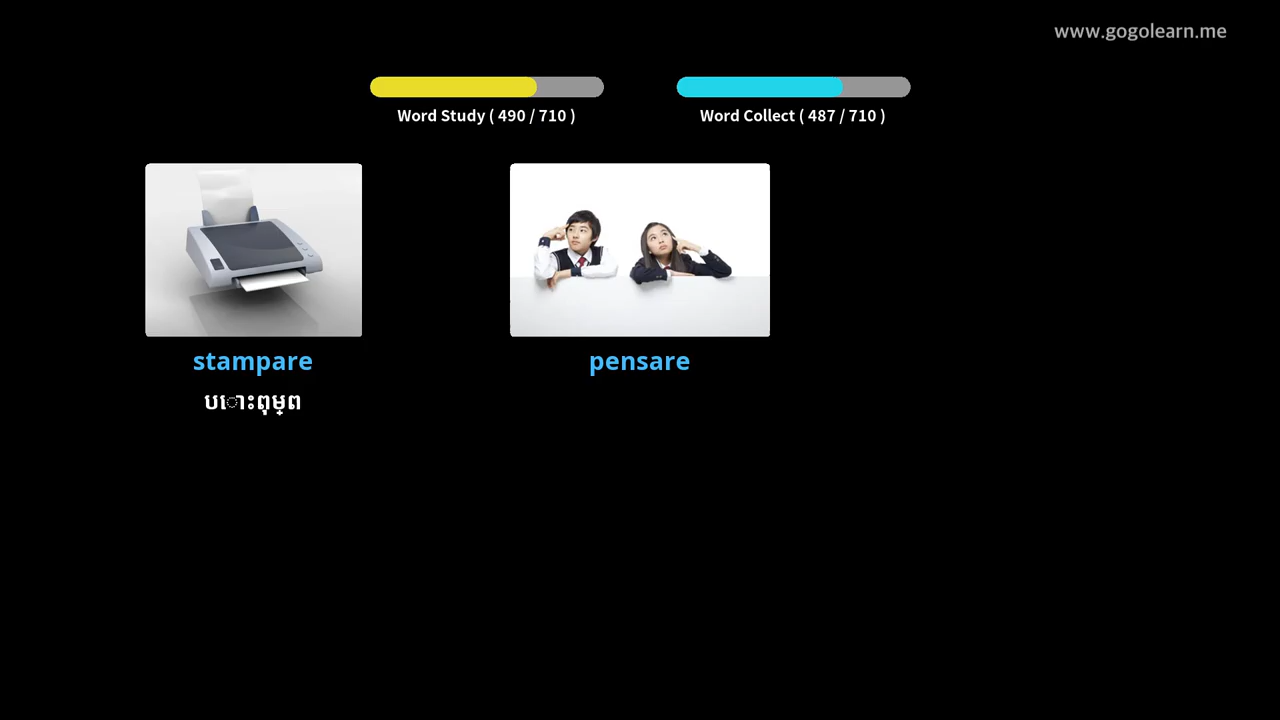 www.gogolearn.me
Word Study ( 490 / 710 )
Word Collect ( 487 / 710 )
stampare
pensare
បោះពុម្ព